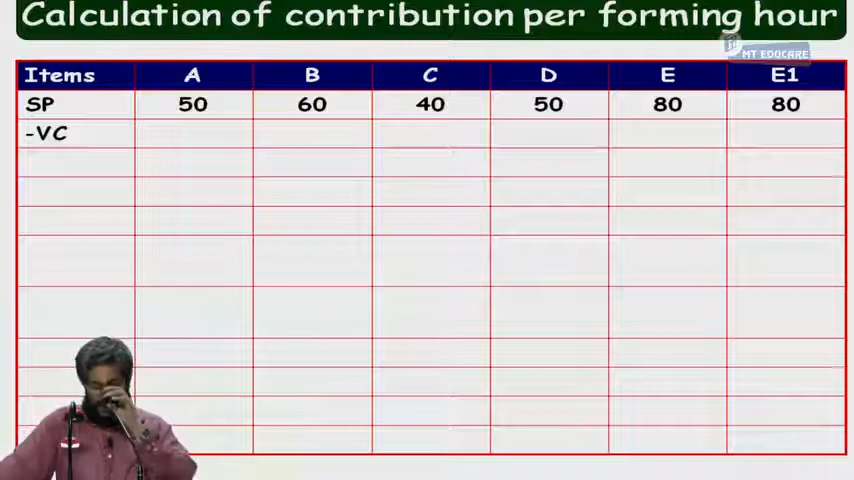 Calculation of contribution per forming hour
MT EDUCARE
Items A B C D E E1
SP 50 60 40 50 80 80
-VC